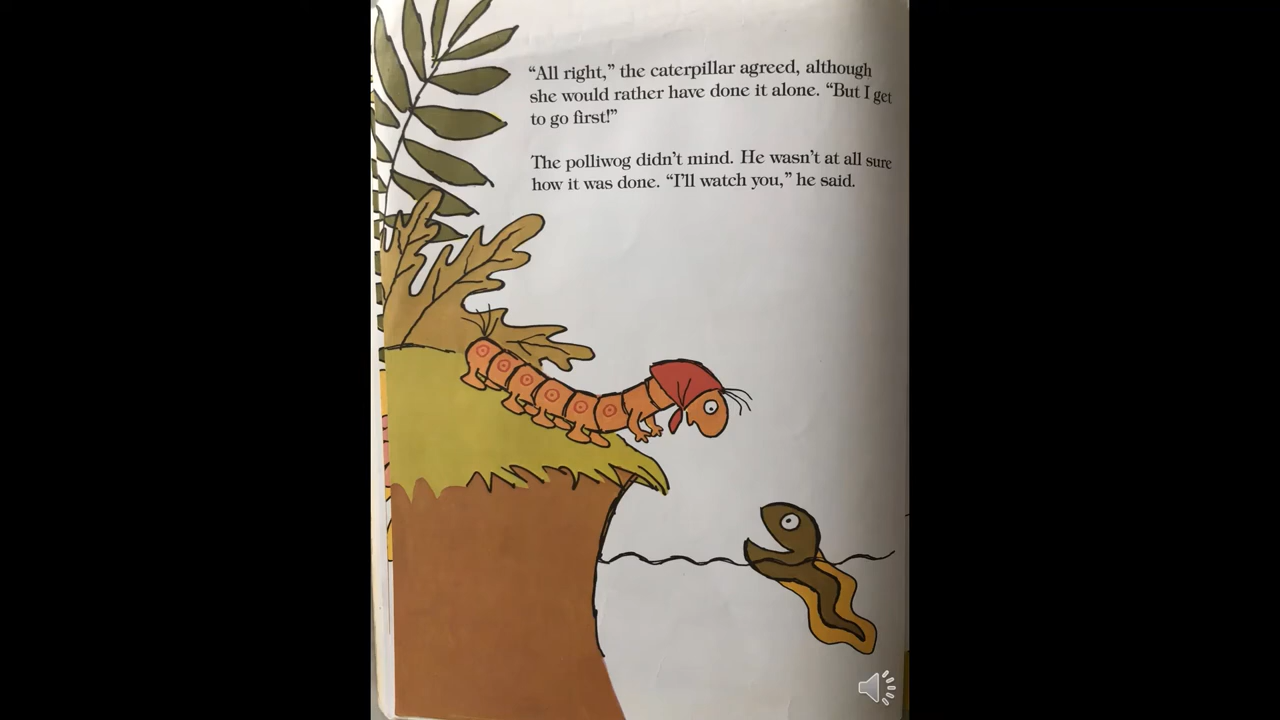 “All right,” the caterpillar agreed, although
she would rather have done it alone. “But I get
to go first!”
The polliwog didn’t mind. He wasn’t at all sure
how it was done. “I’ll watch you,” he said.